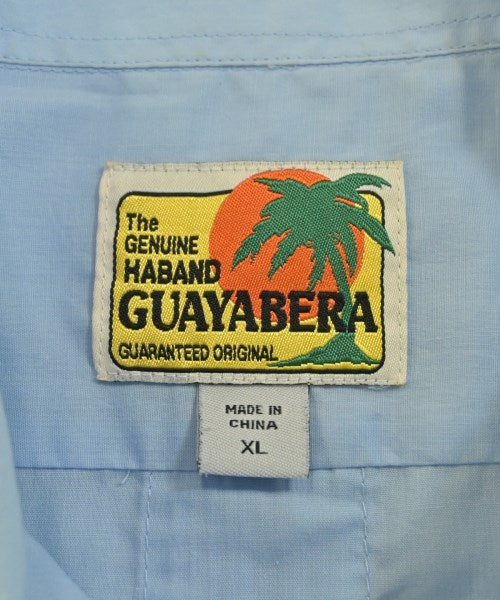 The
GENUINE
HABAND
GUAYABERA
GUARANTEED ORIGINAL
MADE IN
CHINA
XL